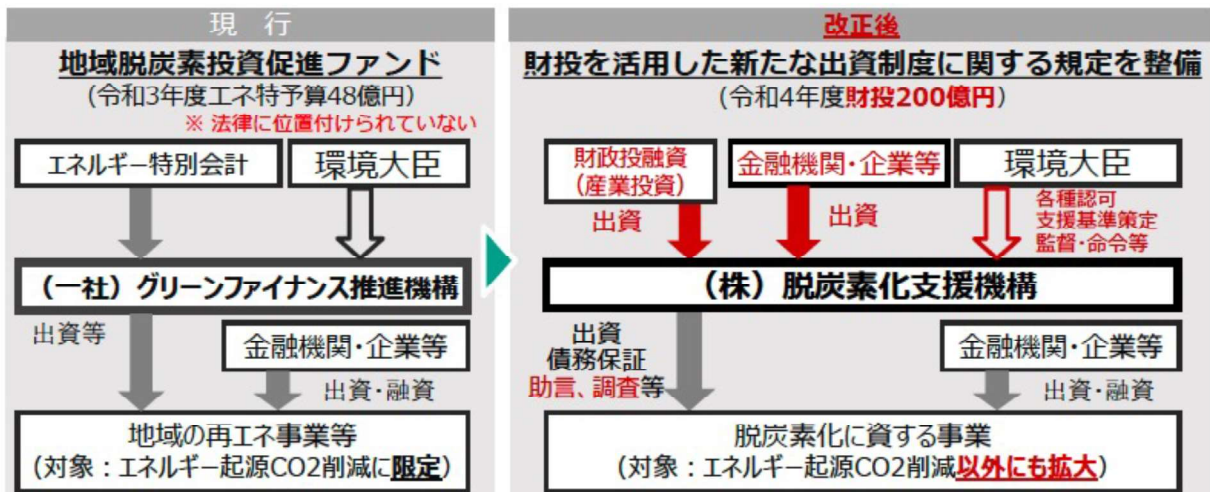 現 行
地域脱炭素投資促進ファンド
(令和3年度エネ特予算48億円)
※ 法律に位置付けられていない
エネルギー特別会計
環境大臣
(一社)グリーンファイナンス推進機構
出資等
金融機関・企業等
出資・融資
地域の再エネ事業等
(対象:エネルギー起源CO2削減に限定)
改正後
財投を活用した新たな出資制度に関する規定を整備
(令和4年度財投200億円)
財政投融資
(産業投資)
金融機関・企業等
環境大臣
出資
出資
各種認可
支援基準策定
監督・命令等
(株)脱炭素化支援機構
出資
債務保証
助言、調査等
金融機関・企業等
出資・融資
脱炭素化に資する事業
(対象:エネルギー起源CO2削減以外にも拡大)